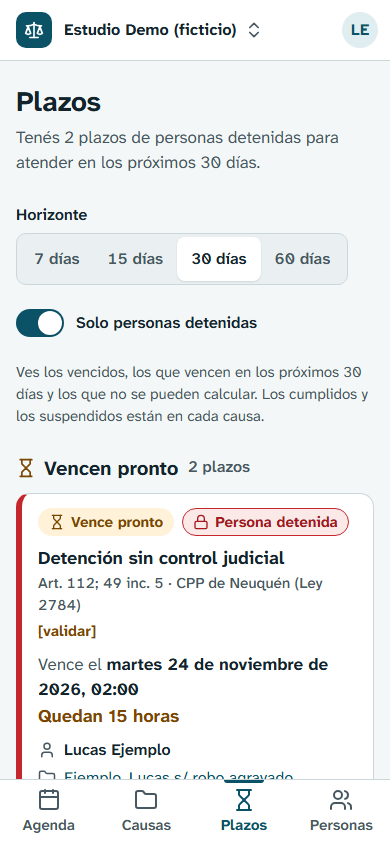 Estudio Demo (ficticio)
LE
Plazos
Tenés 2 plazos de personas detenidas para
atender en los próximos 30 días.
Horizonte
7 días 15 días 30 días 60 días
Solo personas detenidas
Ves los vencidos, los que vencen en los próximos 30
días y los que no se pueden calcular. Los cumplidos y
los suspendidos están en cada causa.
Vencen pronto 2 plazos
Vence pronto Persona detenida
Detención sin control judicial
Art. 112; 49 inc. 5 · CPP de Neuquén (Ley
2784)
[validar]
Vence el martes 24 de noviembre de
2026, 02:00
Quedan 15 horas
Lucas Ejemplo
Ejemplo, Lucas s/ robo agravado
Agenda Causas Plazos Personas